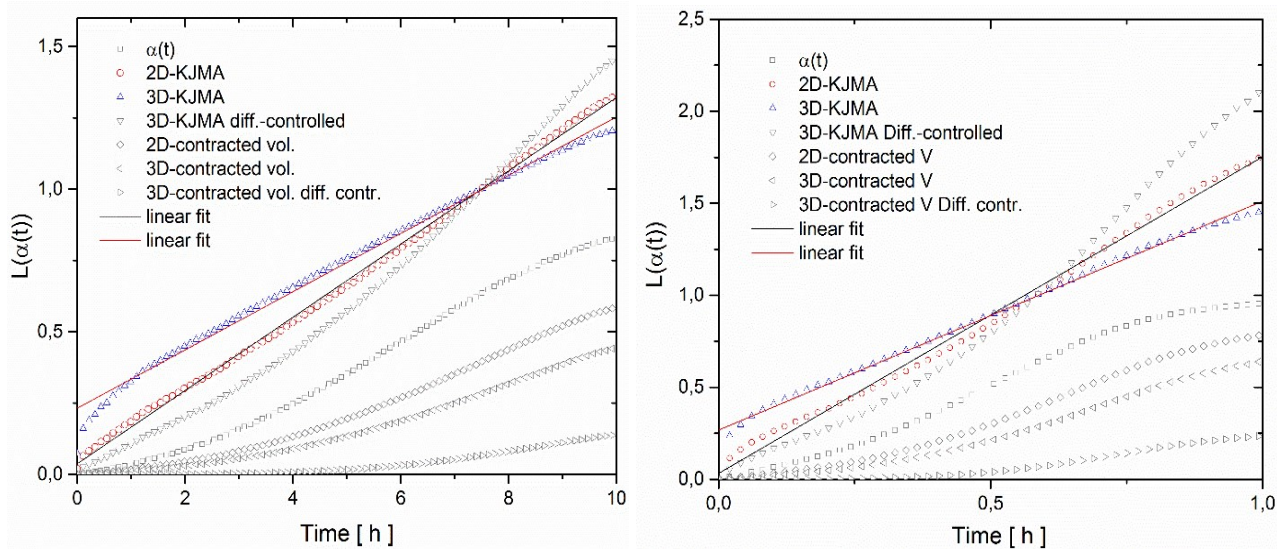 1,5
1,0
0,5
0,0
L(α(t))
α(t)
2D-KJMA
3D-KJMA
3D-KJMA diff.-controlled
2D-contracted vol.
3D-contracted vol.
3D-contracted vol. diff. contr.
linear fit
linear fit
0
2
4
6
8
10
Time [ h ]
2,5
2,0
1,5
1,0
0,5
0,0
L(α(t))
α(t)
2D-KJMA
3D-KJMA
3D-KJMA Diff.-controlled
2D-contracted V
3D-contracted V
3D-contracted V Diff. contr.
linear fit
linear fit
0,0
0,5
1,0
Time [ h ]